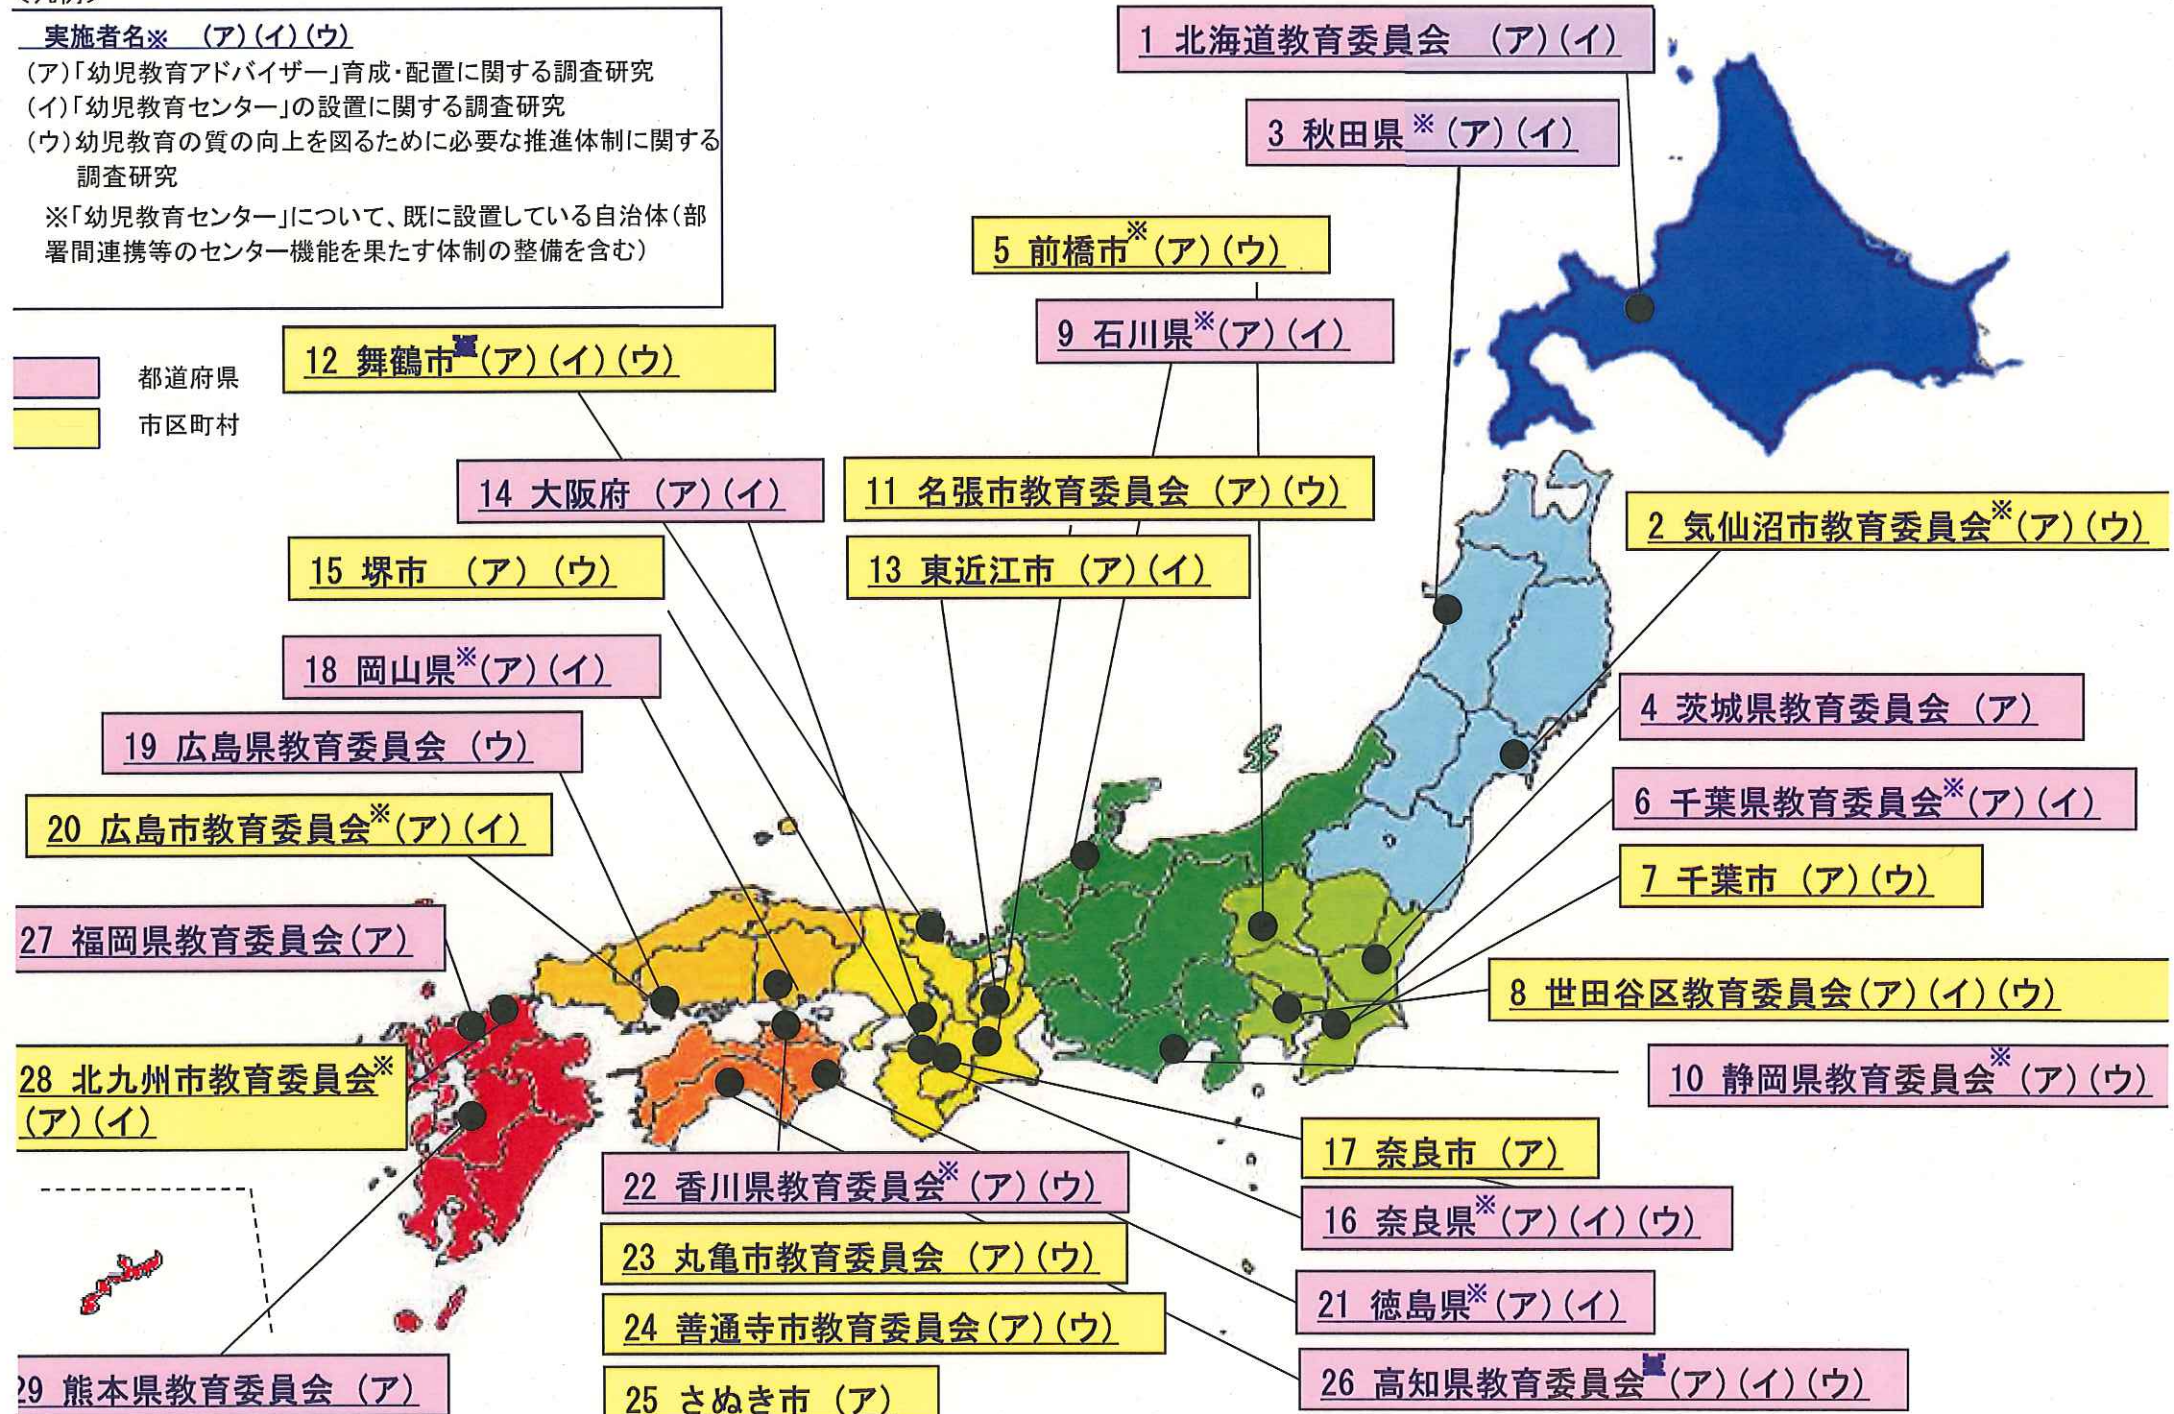 実施者名※ (ア)(イ)(ウ)
(ア)「幼児教育アドバイザー」育成・配置に関する調査研究
(イ)「幼児教育センター」の設置に関する調査研究
(ウ)幼児教育の質の向上を図るために必要な推進体制に関する
調査研究
※「幼児教育センター」について、既に設置している自治体(部
署間連携等のセンター機能を果たす体制の整備を含む)
都道府県
市区町村
1 北海道教育委員会 (ア)(イ)
3 秋田県※(ア)(イ)
5 前橋市※(ア)(ウ)
9 石川県※(ア)(イ)
12 舞鶴市※(ア)(イ)(ウ)
14 大阪府 (ア)(イ)
11 名張市教育委員会 (ア)(ウ)
2 気仙沼市教育委員会※(ア)(ウ)
15 堺市 (ア) (ウ)
13 東近江市 (ア)(イ)
18 岡山県※(ア)(イ)
4 茨城県教育委員会 (ア)
19 広島県教育委員会 (ウ)
6 千葉県教育委員会※(ア)(イ)
20 広島市教育委員会※(ア)(イ)
7 千葉市 (ア)(ウ)
27 福岡県教育委員会(ア)
8 世田谷区教育委員会(ア)(イ)(ウ)
28 北九州市教育委員会※
(ア)(イ)
10 静岡県教育委員会※(ア)(ウ)
17 奈良市 (ア)
22 香川県教育委員会※(ア)(ウ)
16 奈良県※(ア)(イ)(ウ)
23 丸亀市教育委員会 (ア)(ウ)
21 徳島県※(ア)(イ)
24 善通寺市教育委員会(ア)(ウ)
26 高知県教育委員会※(ア)(イ)(ウ)
29 熊本県教育委員会 (ア)
25 さぬき市 (ア)